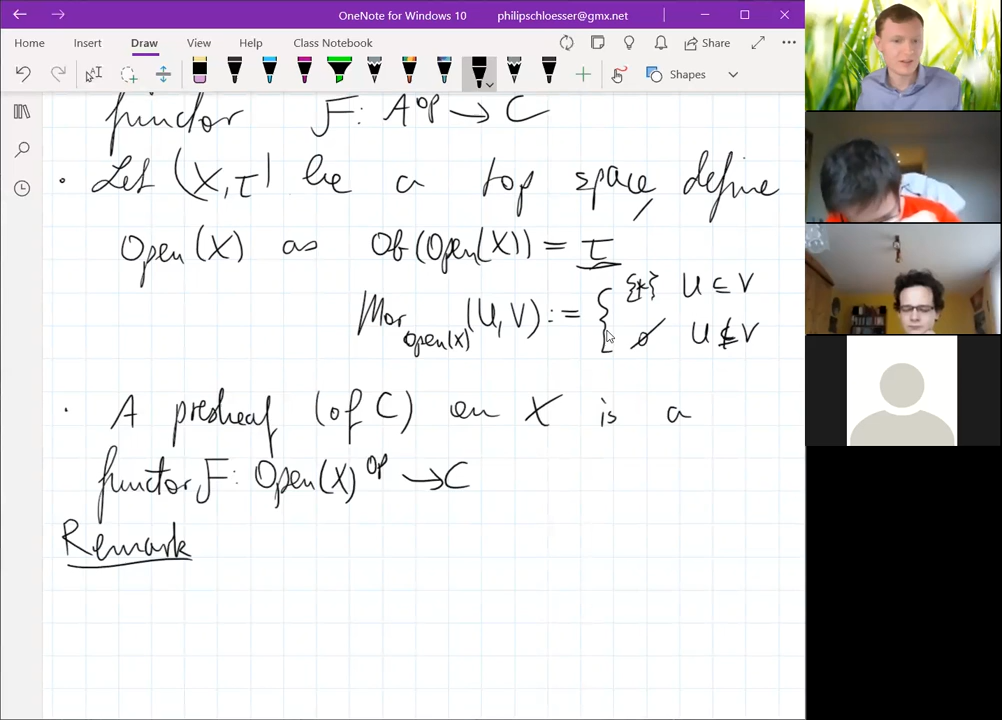 OneNote for Windows 10
philipschloesser@gmx.net
Home Insert Draw View Help Class Notebook Share
Shapes
functor F: A^op → C
• Let (X, τ) be a top space, define
Open(X) as Ob(Open(X)) = τ
Mor_Open(X) (U, V) := { {*} U ⊆ V
∅ U ⊈ V
• A presheaf (of C) on X is a
functor F: Open(X)^op → C
Remark